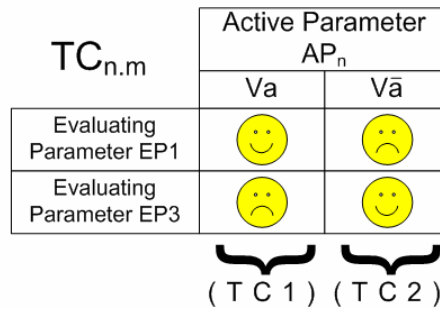 TCn.m
Active Parameter
APn
Va
Vā
Evaluating
Parameter EP1
Evaluating
Parameter EP3
( T C 1 )
( T C 2 )